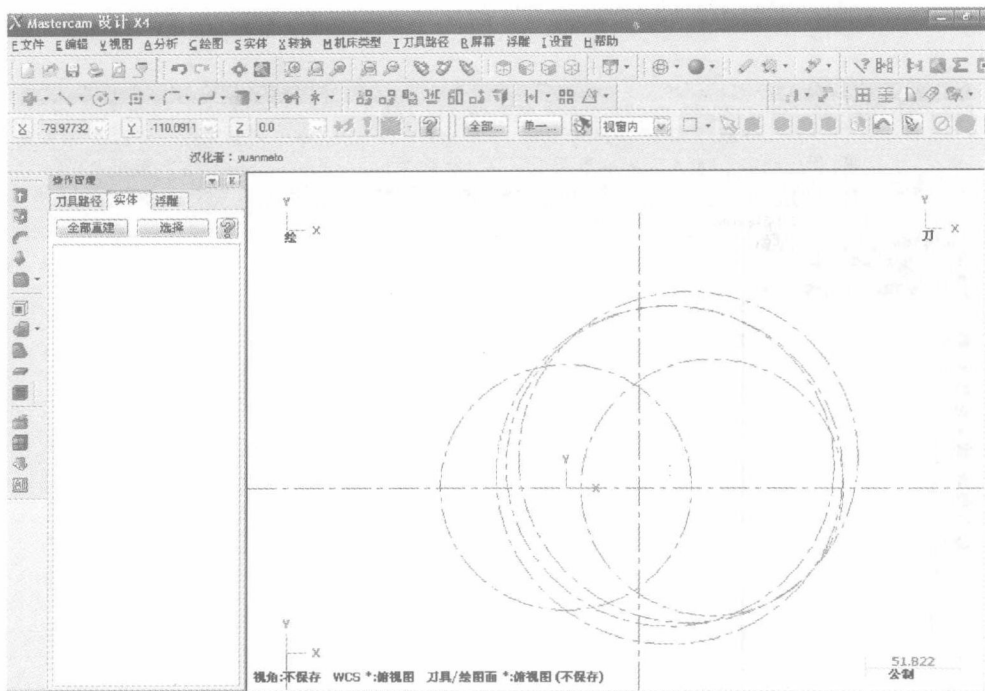 Mastercam 设计 X4
F文件 E编辑 V视图 A分析 C绘图 S实体 X转换 M机床类型 T刀具路径 R屏幕 浮雕 I设置 H帮助
X -79.97732 Y -110.0911 Z 0.0 全部... 单一... 视窗内
汉化者：yuanmeto
操作管理
刀具路径 实体 浮雕
全部重建 选择
Y
X
绘
Y
X
刀
Y
X
Y
X
视角:不保存 WCS *:俯视图 刀具/绘图面 *:俯视图(不保存)
51.822
公制